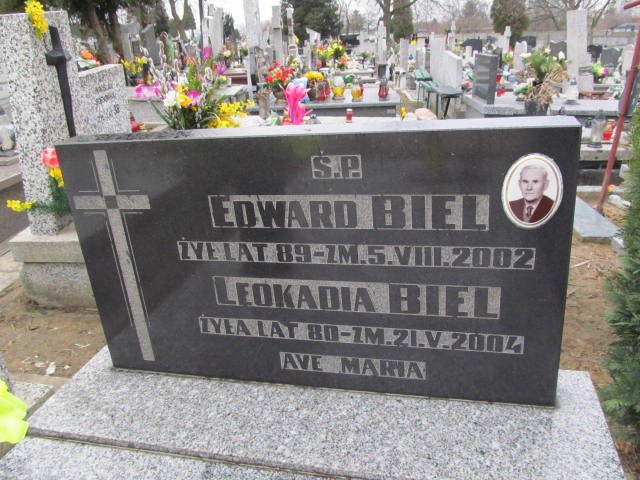 Ś.P.
EDWARD BIEL
ŻYŁ LAT 89-ZM. 5.VIII.2002
LEOKADIA BIEL
ŻYŁA LAT 80-ZM. 21.V.2004
AVE MARIA